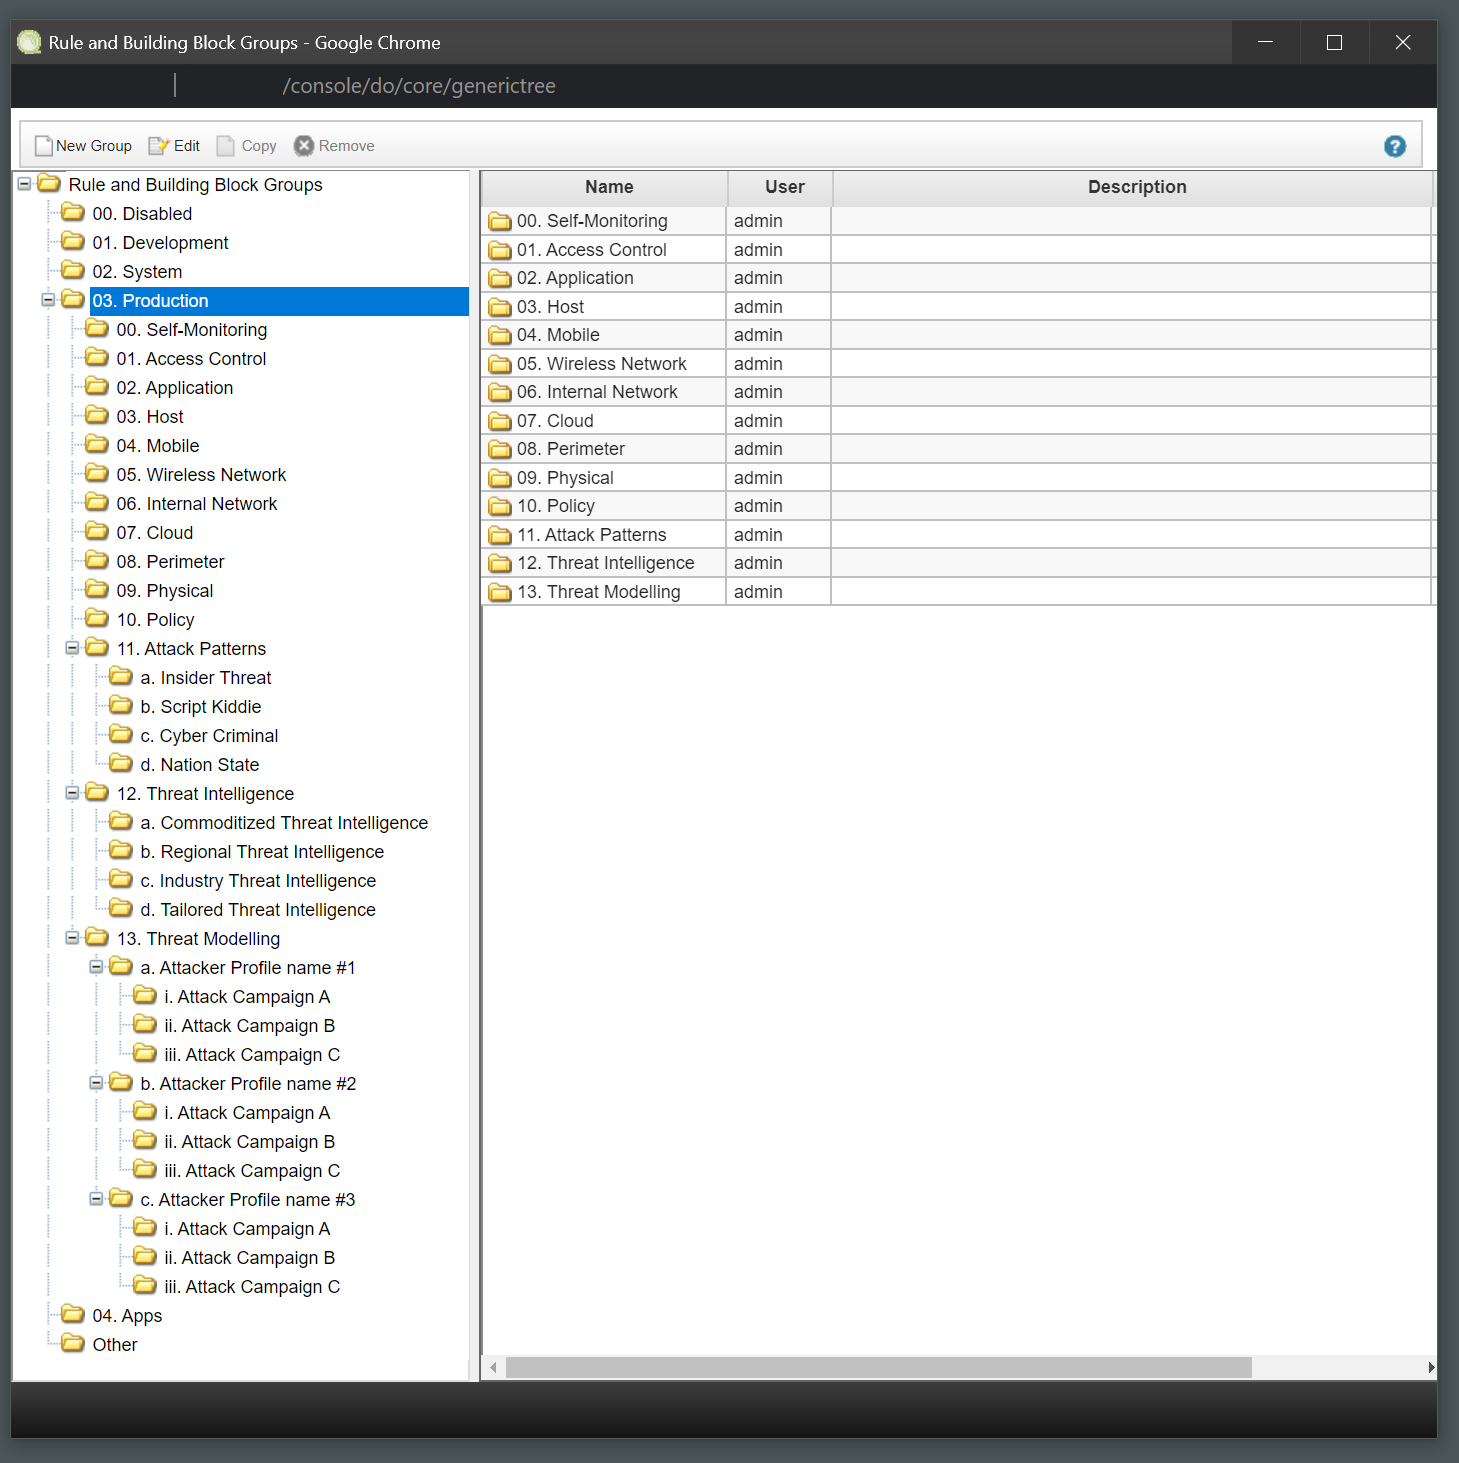 Rule and Building Block Groups - Google Chrome
/console/do/core/generictree
New Group Edit Copy Remove ?
Rule and Building Block Groups
00. Disabled
01. Development
02. System
03. Production
00. Self-Monitoring
01. Access Control
02. Application
03. Host
04. Mobile
05. Wireless Network
06. Internal Network
07. Cloud
08. Perimeter
09. Physical
10. Policy
11. Attack Patterns
a. Insider Threat
b. Script Kiddie
c. Cyber Criminal
d. Nation State
12. Threat Intelligence
a. Commoditized Threat Intelligence
b. Regional Threat Intelligence
c. Industry Threat Intelligence
d. Tailored Threat Intelligence
13. Threat Modelling
a. Attacker Profile name #1
i. Attack Campaign A
ii. Attack Campaign B
iii. Attack Campaign C
b. Attacker Profile name #2
i. Attack Campaign A
ii. Attack Campaign B
iii. Attack Campaign C
c. Attacker Profile name #3
i. Attack Campaign A
ii. Attack Campaign B
iii. Attack Campaign C
04. Apps
Other
Name User Description
00. Self-Monitoring admin
01. Access Control admin
02. Application admin
03. Host admin
04. Mobile admin
05. Wireless Network admin
06. Internal Network admin
07. Cloud admin
08. Perimeter admin
09. Physical admin
10. Policy admin
11. Attack Patterns admin
12. Threat Intelligence admin
13. Threat Modelling admin